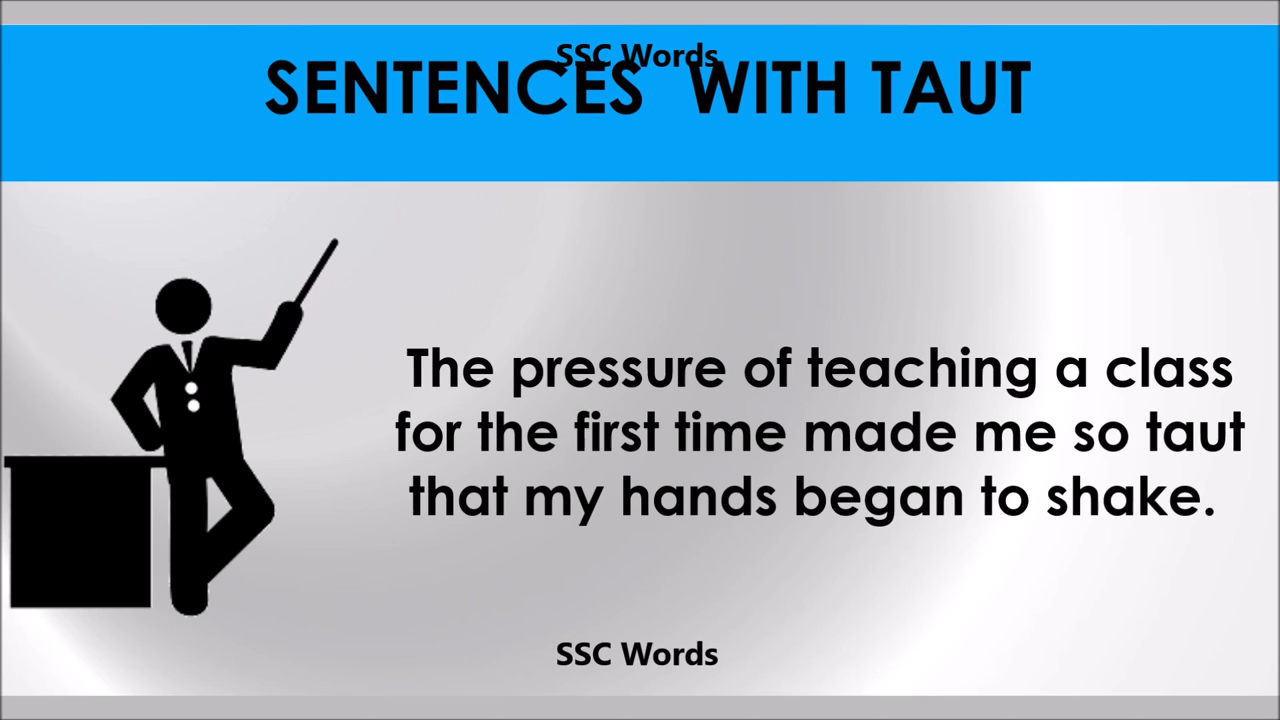 SSC Words
SENTENCES WITH TAUT
The pressure of teaching a class
for the first time made me so taut
that my hands began to shake.
SSC Words